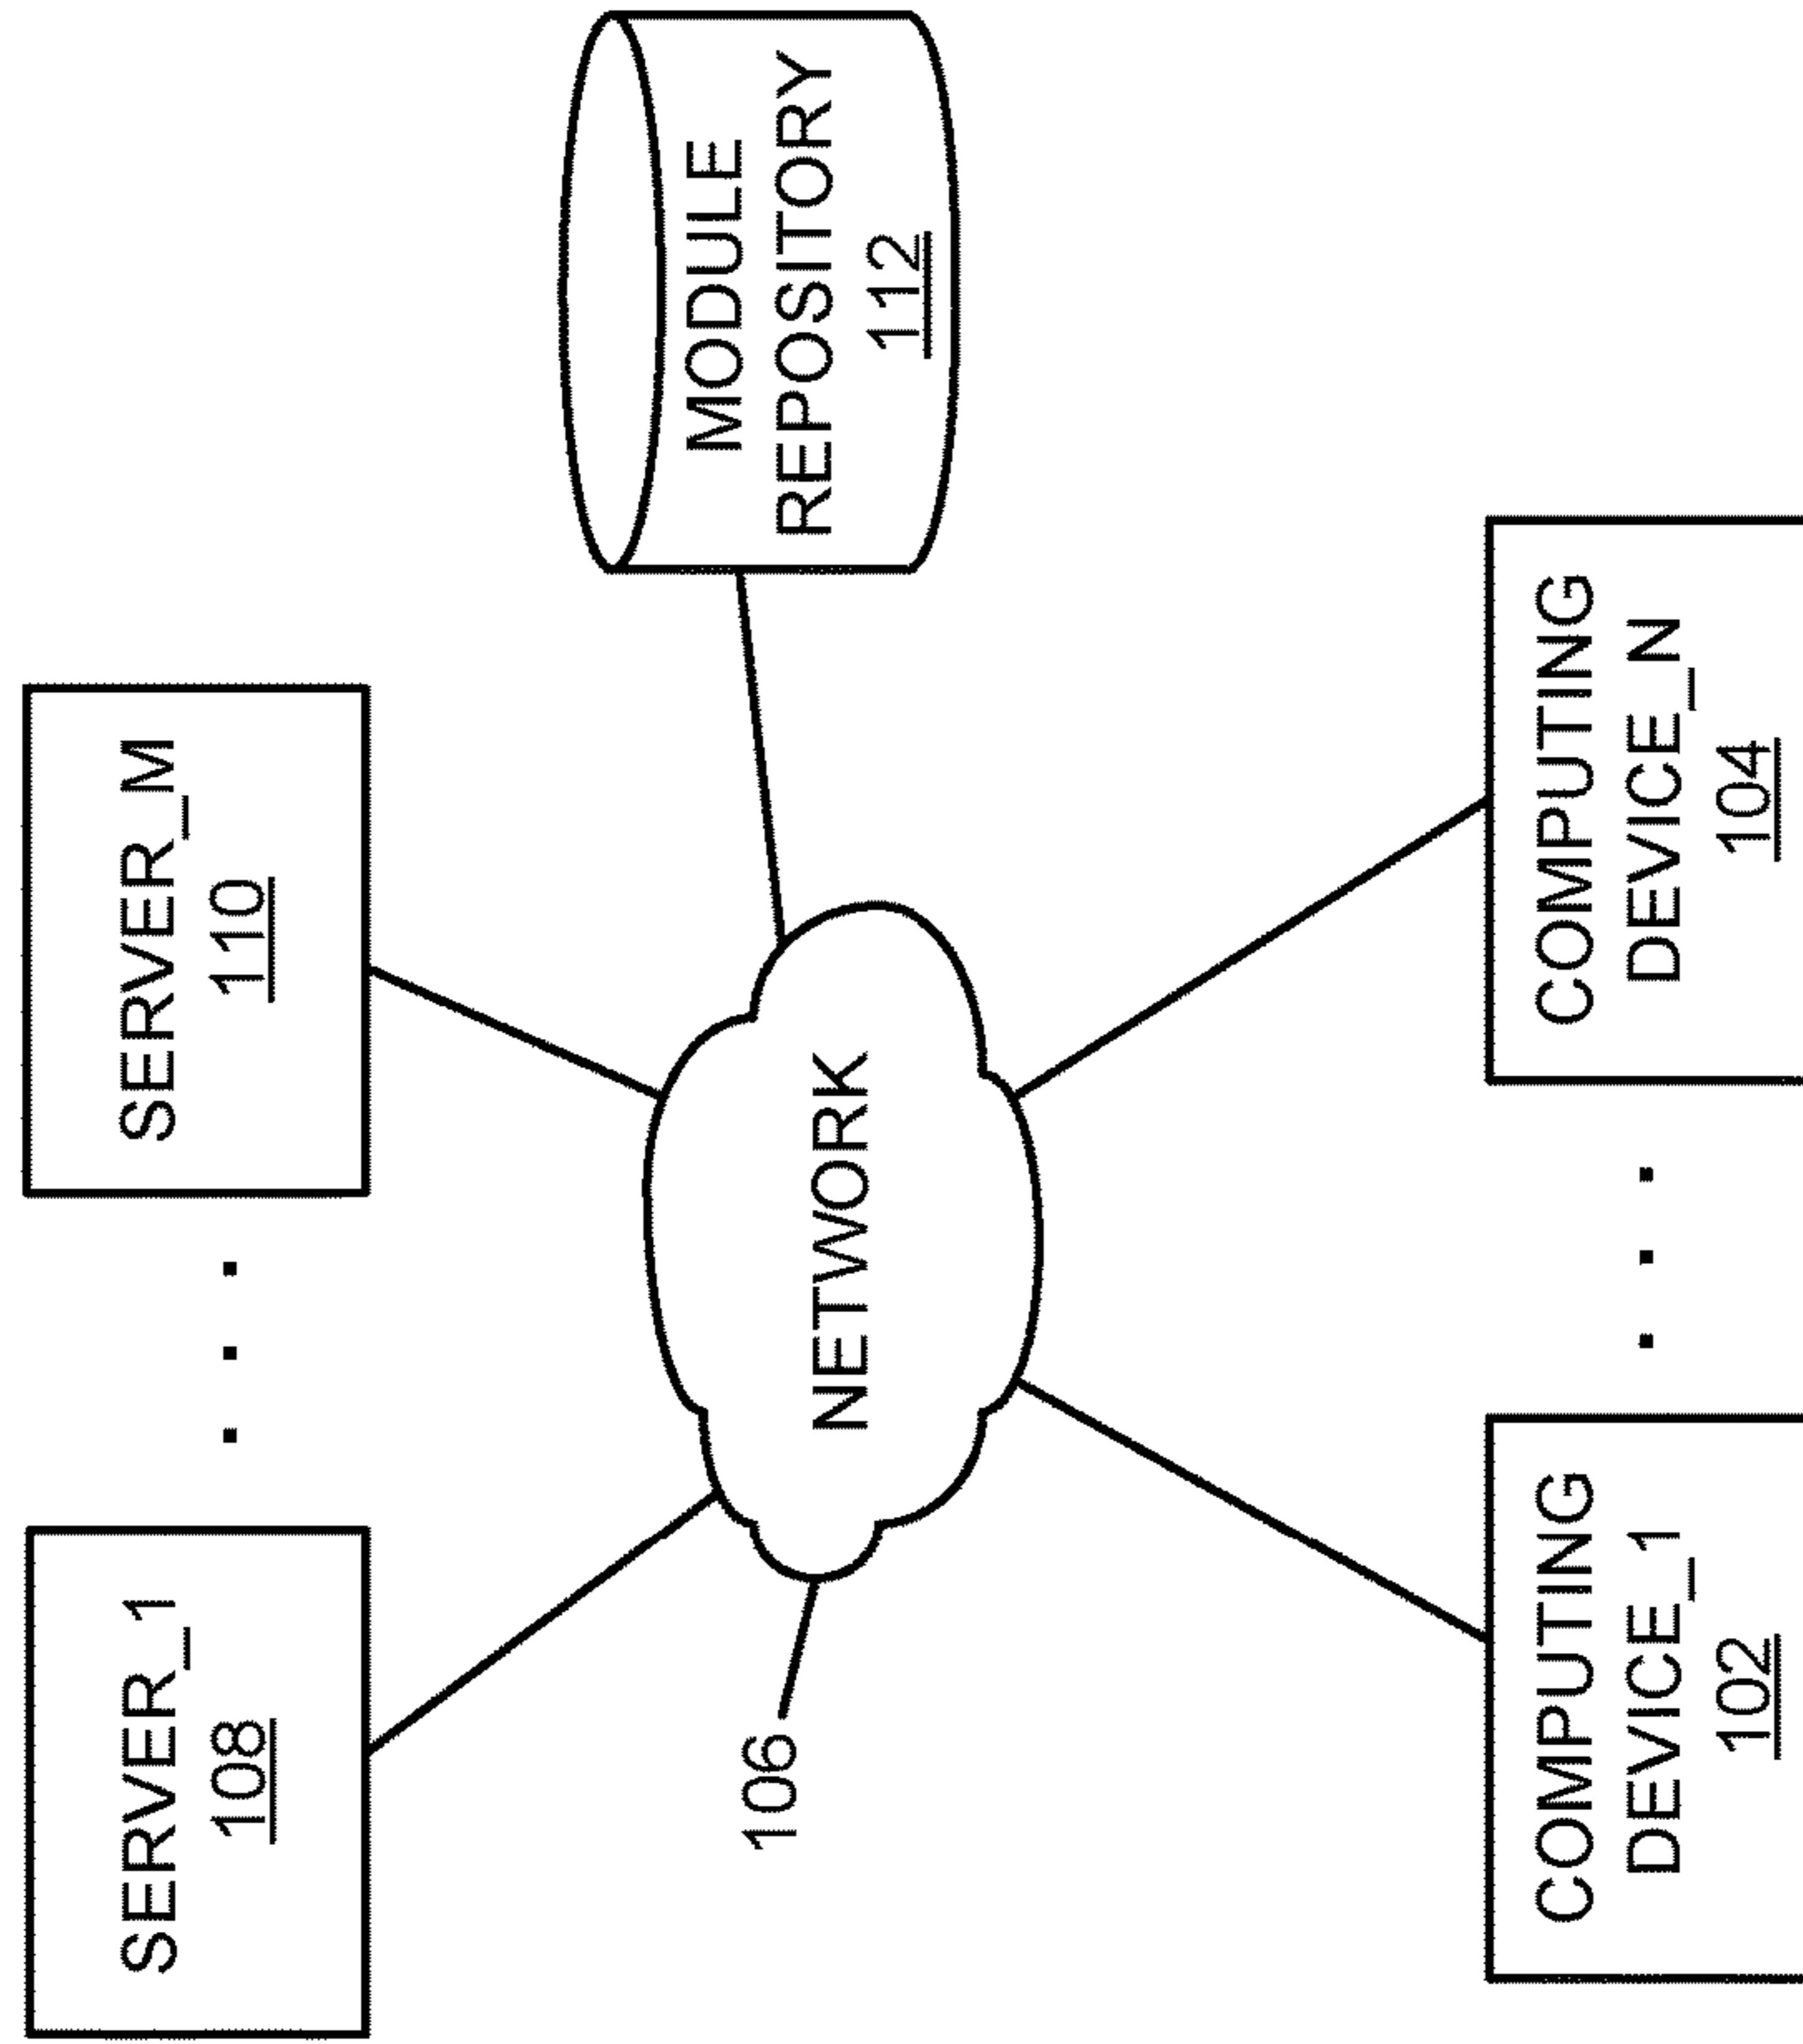 SERVER_1
108
SERVER_M
110
MODULE
REPOSITORY
112
NETWORK
106
COMPUTING
DEVICE_1
102
COMPUTING
DEVICE_N
104